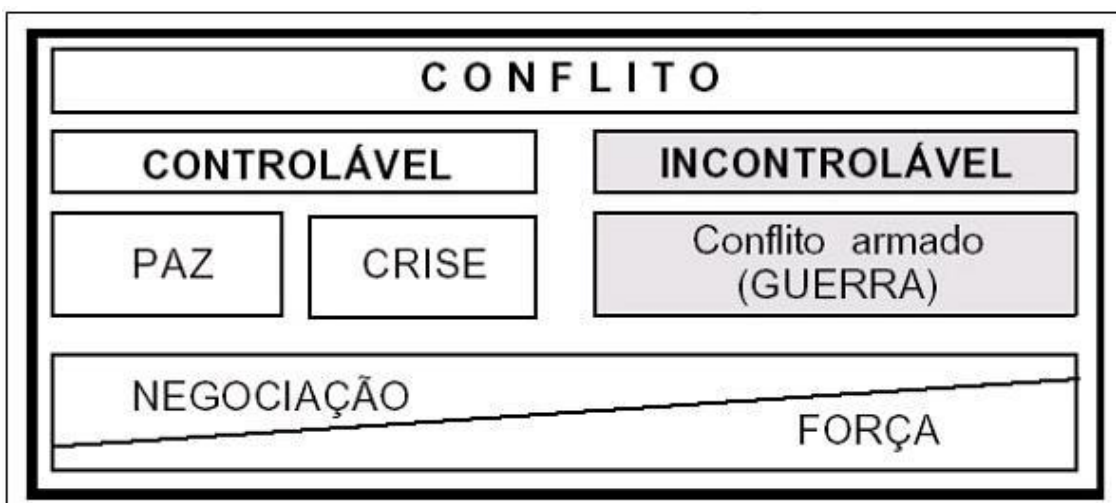 CONFLITO
CONTROLÁVEL
INCONTROLÁVEL
PAZ
CRISE
Conflito armado
(GUERRA)
NEGOCIAÇÃO
FORÇA